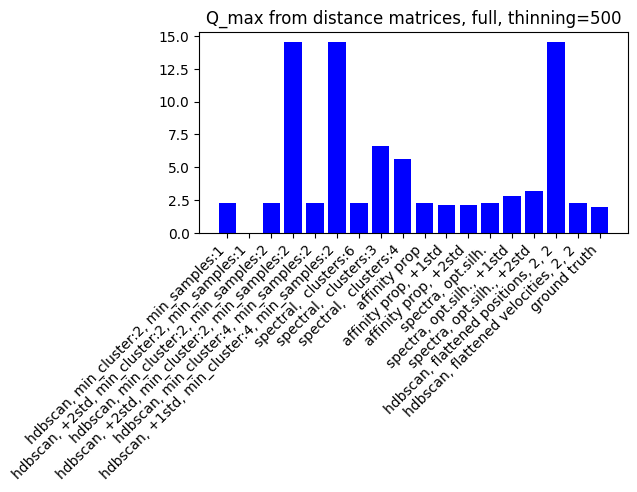 Q_max from distance matrices, full, thinning=500
15.0
12.5
10.0
7.5
5.0
2.5
0.0
hdbscan, min_cluster:2, min_samples:1
hdbscan, +2std, min_cluster:2, min_samples:1
hdbscan, min_cluster:2, min_samples:2
hdbscan, +2std, min_cluster:2, min_samples:2
hdbscan, min_cluster:4, min_samples:2
hdbscan, +1std, min_cluster:4, min_samples:2
spectral, clusters:6
spectral, clusters:3
spectral, clusters:4
affinity prop
affinity prop, +1std
affinity prop, +2std
spectra, opt.silh.
spectra, opt.silh., +1std
spectra, opt.silh., +2std
hdbscan, flattened positions, 2, 2
hdbscan, flattened velocities, 2, 2
ground truth